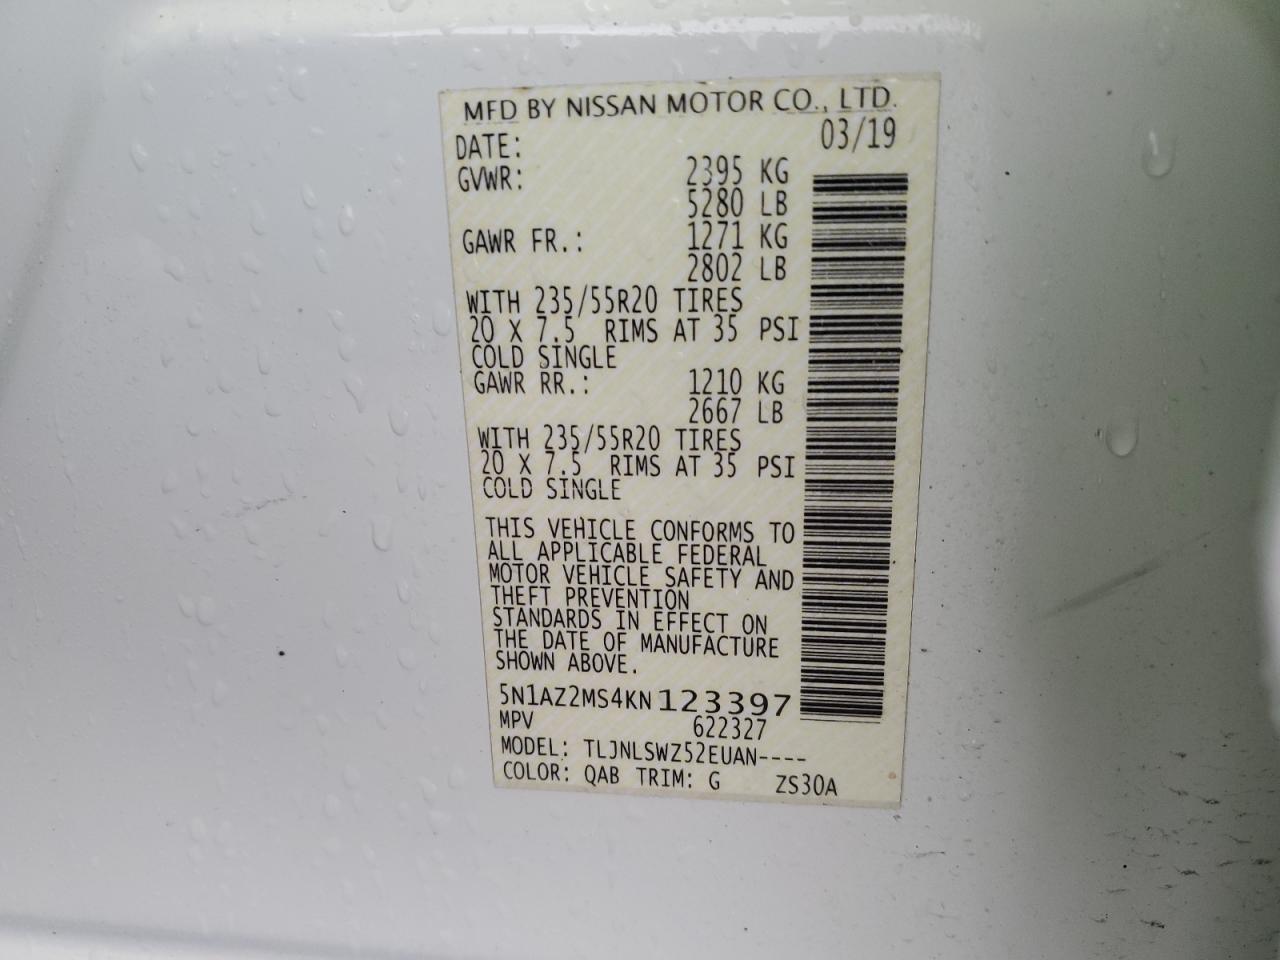 MFD BY NISSAN MOTOR CO., LTD.
DATE: 03/19
GVWR: 2395 KG
5280 LB
GAWR FR.: 1271 KG
2802 LB
WITH 235/55R20 TIRES
20 X 7.5 RIMS AT 35 PSI
COLD SINGLE
GAWR RR.: 1210 KG
2667 LB
WITH 235/55R20 TIRES
20 X 7.5 RIMS AT 35 PSI
COLD SINGLE
THIS VEHICLE CONFORMS TO
ALL APPLICABLE FEDERAL
MOTOR VEHICLE SAFETY AND
THEFT PREVENTION
STANDARDS IN EFFECT ON
THE DATE OF MANUFACTURE
SHOWN ABOVE.
5N1AZ2MS4KN123397
MPV 622327
MODEL: TLJNLSWZ52EUAN----
COLOR: QAB TRIM: G ZS30A